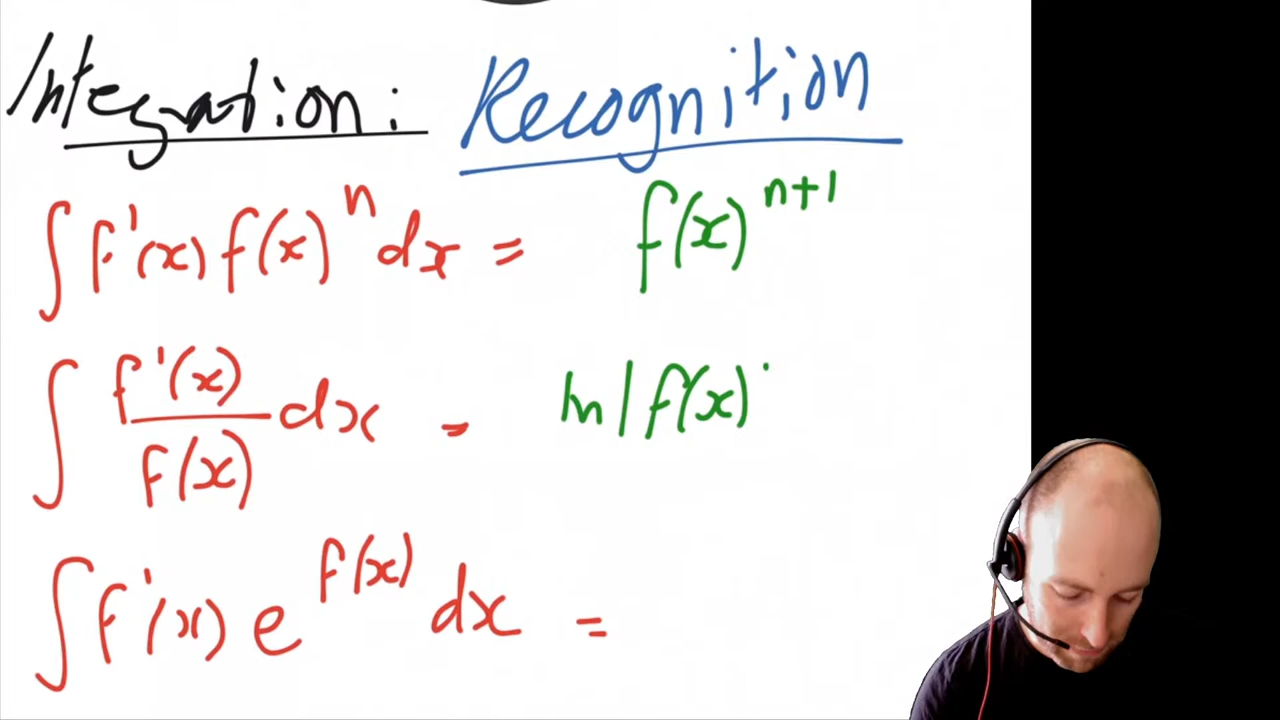 Integration: Recognition
∫ f'(x) f(x)^n dx = f(x)^{n+1}
∫ f'(x)/f(x) dx = ln|f(x)
∫ f'(x) e^{f(x)} dx =